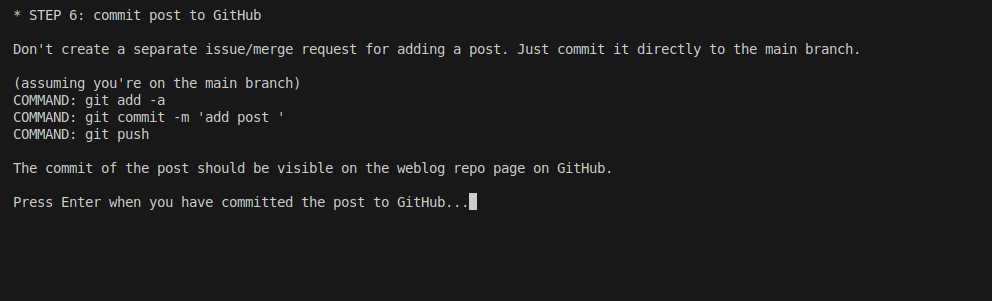 * STEP 6: commit post to GitHub
Don't create a separate issue/merge request for adding a post. Just commit it directly to the main branch.
(assuming you're on the main branch)
COMMAND: git add -a
COMMAND: git commit -m 'add post '
COMMAND: git push
The commit of the post should be visible on the weblog repo page on GitHub.
Press Enter when you have committed the post to GitHub...